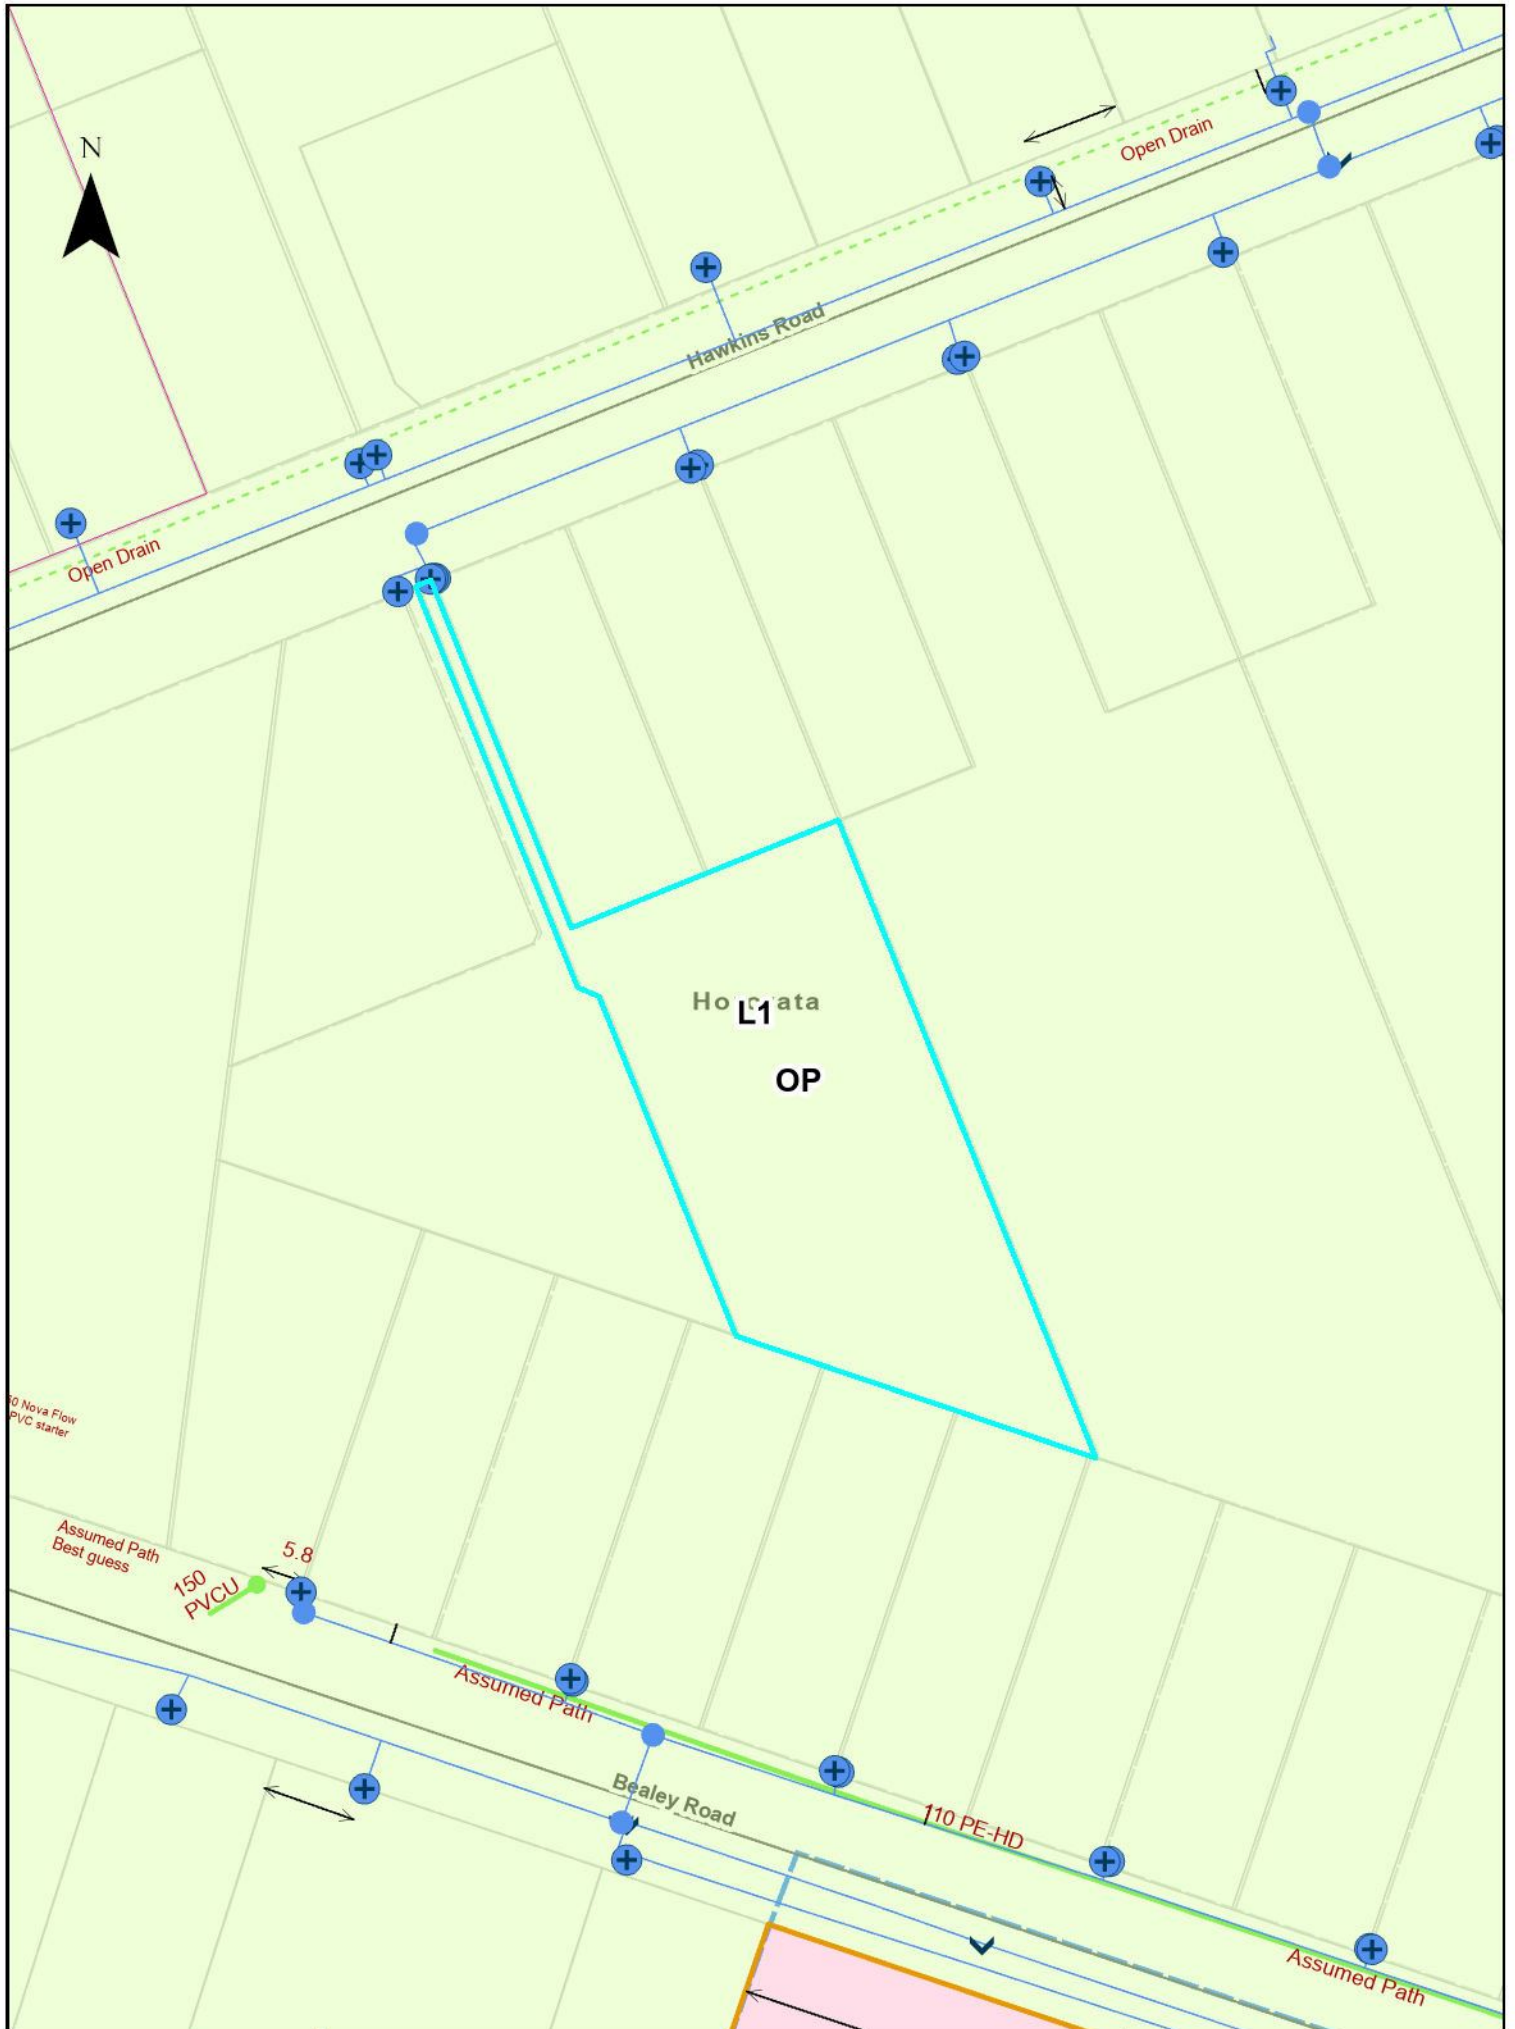 N
Open Drain
Hawkins Road
Open Drain
L1
OP
0 Nova Flow
PVC starter
Assumed Path
Best guess
5.8
150
PVCU
Assumed Path
Bealey Road
110 PE-HD
Assumed Path